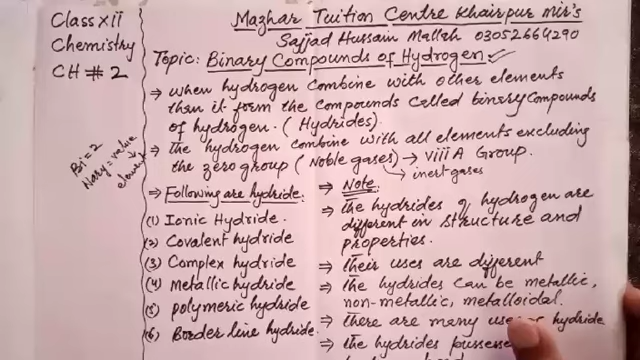 Class XII
Chemistry
CH # 2
Mazhar Tuition Centre Khairpur Mir's
Sajjad Hussain Mallah 03052664290
Topic: Binary Compounds of Hydrogen
→ when hydrogen combine with other elements
then it form the compounds called binary compounds
of hydrogen. (Hydrides)
→ the hydrogen combine with all elements excluding
the zero group (Noble gases) → VIII A Group.
→ inert gases
Bi = 2
Nary = value
element
⇒ Following are hydride.
(1) Ionic Hydride.
(2) Covalent hydride
(3) Complex hydride
(4) Metallic hydride
(5) polymeric hydride
(6) Border line hydride.
⇒ Note:
⇒ the hydrides of hydrogen are
different in structure and
properties.
⇒ their uses are different
⇒ The hydrides can be metallic,
non-metallic, metalloidal.
⇒ there are many uses hydride
⇒ the hydrides possess